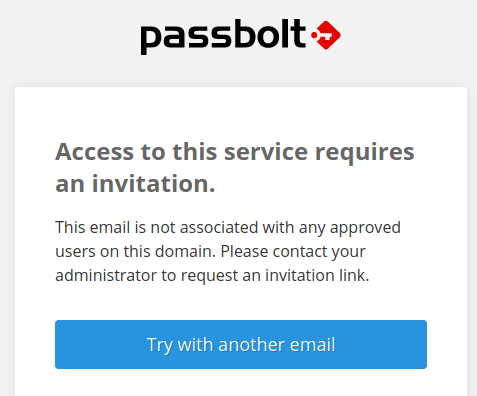 passbolt
Access to this service requires
an invitation.
This email is not associated with any approved
users on this domain. Please contact your
administrator to request an invitation link.
Try with another email